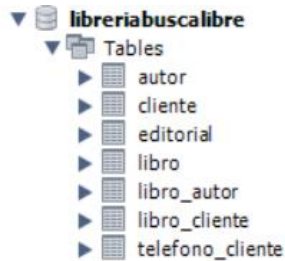 libreriabuscalibre
Tables
autor
cliente
editorial
libro
libro_autor
libro_cliente
telefono_cliente